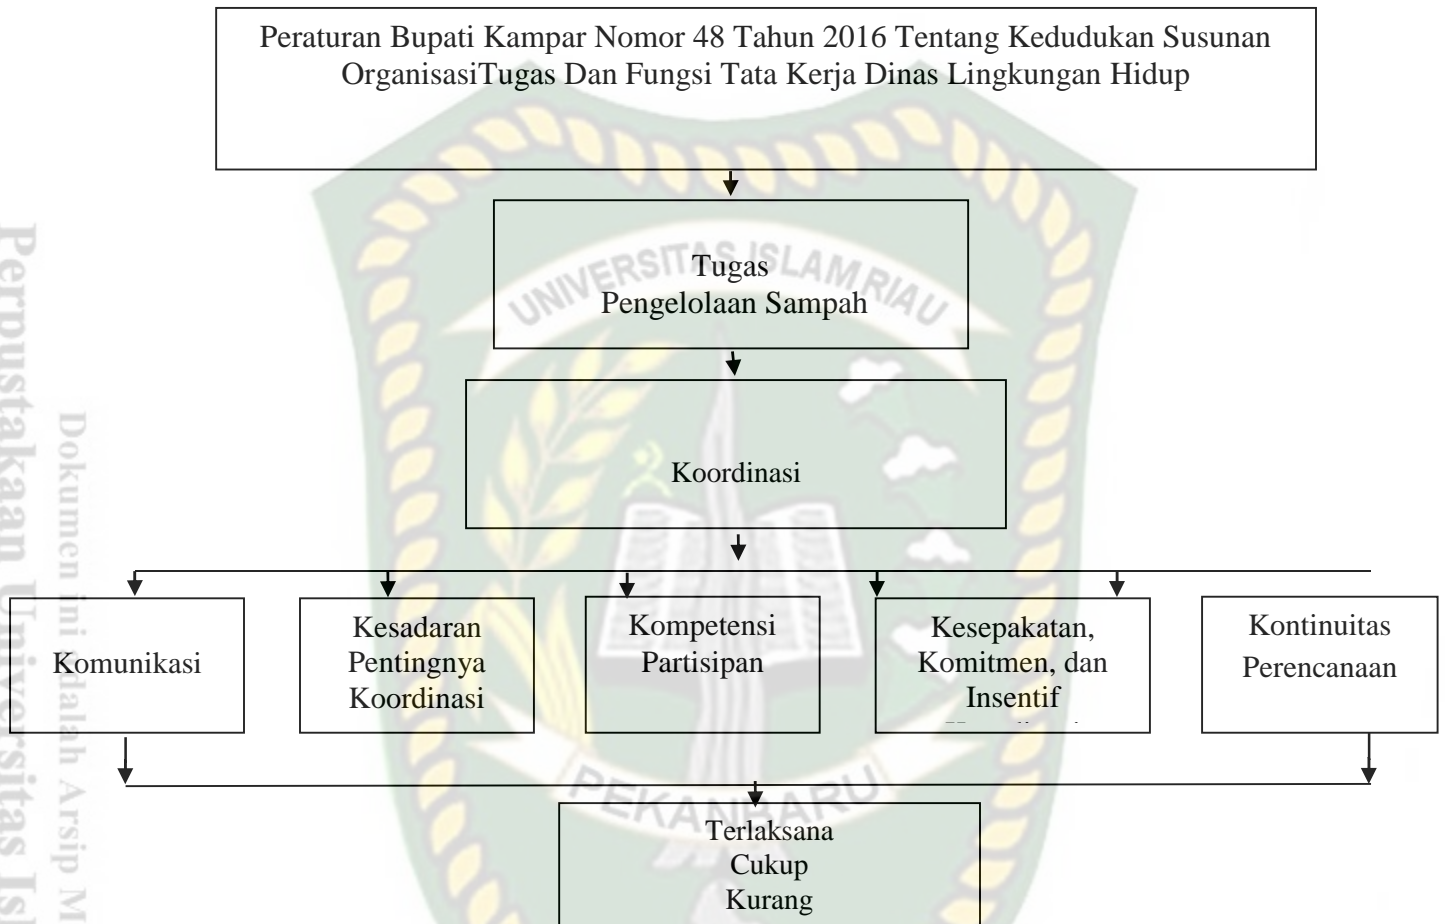 Peraturan Bupati Kampar Nomor 48 Tahun 2016 Tentang Kedudukan Susunan
OrganisasiTugas Dan Fungsi Tata Kerja Dinas Lingkungan Hidup
UNIVERSITAS ISLAM RIAU
Tugas
Pengelolaan Sampah
Koordinasi
Komunikasi
Kesadaran
Pentingnya
Koordinasi
Kompetensi
Partisipan
Kesepakatan,
Komitmen, dan
Insentif
Kontinuitas
Perencanaan
PEKANBARU
Terlaksana
Cukup
Kurang
Perpustakaan Universitas
Dokumen ini adalah Arsip